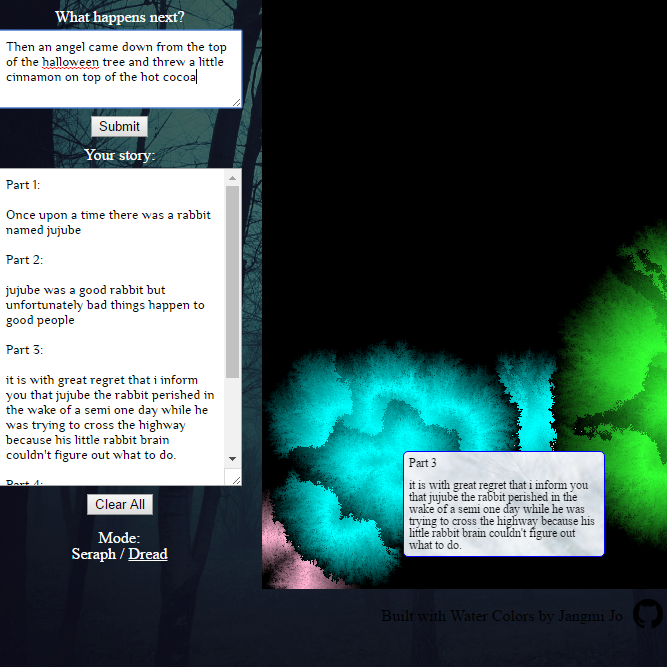 What happens next?
Then an angel came down from the top
of the halloween tree and threw a little
cinnamon on top of the hot cocoa
Submit
Your story:
Part 1:
Once upon a time there was a rabbit
named jujube
Part 2:
jujube was a good rabbit but
unfortunately bad things happen to
good people
Part 3:
it is with great regret that i inform
you that jujube the rabbit perished in
the wake of a semi one day while he
was trying to cross the highway
because his little rabbit brain
couldn't figure out what to do.
Part 4:
Clear All
Mode:
Seraph / Dread
Part 3
it is with great regret that i inform you
that jujube the rabbit perished in the
wake of a semi one day while he was
trying to cross the highway because his
little rabbit brain couldn't figure out
what to do.
Built with Water Colors by Jangmi Jo